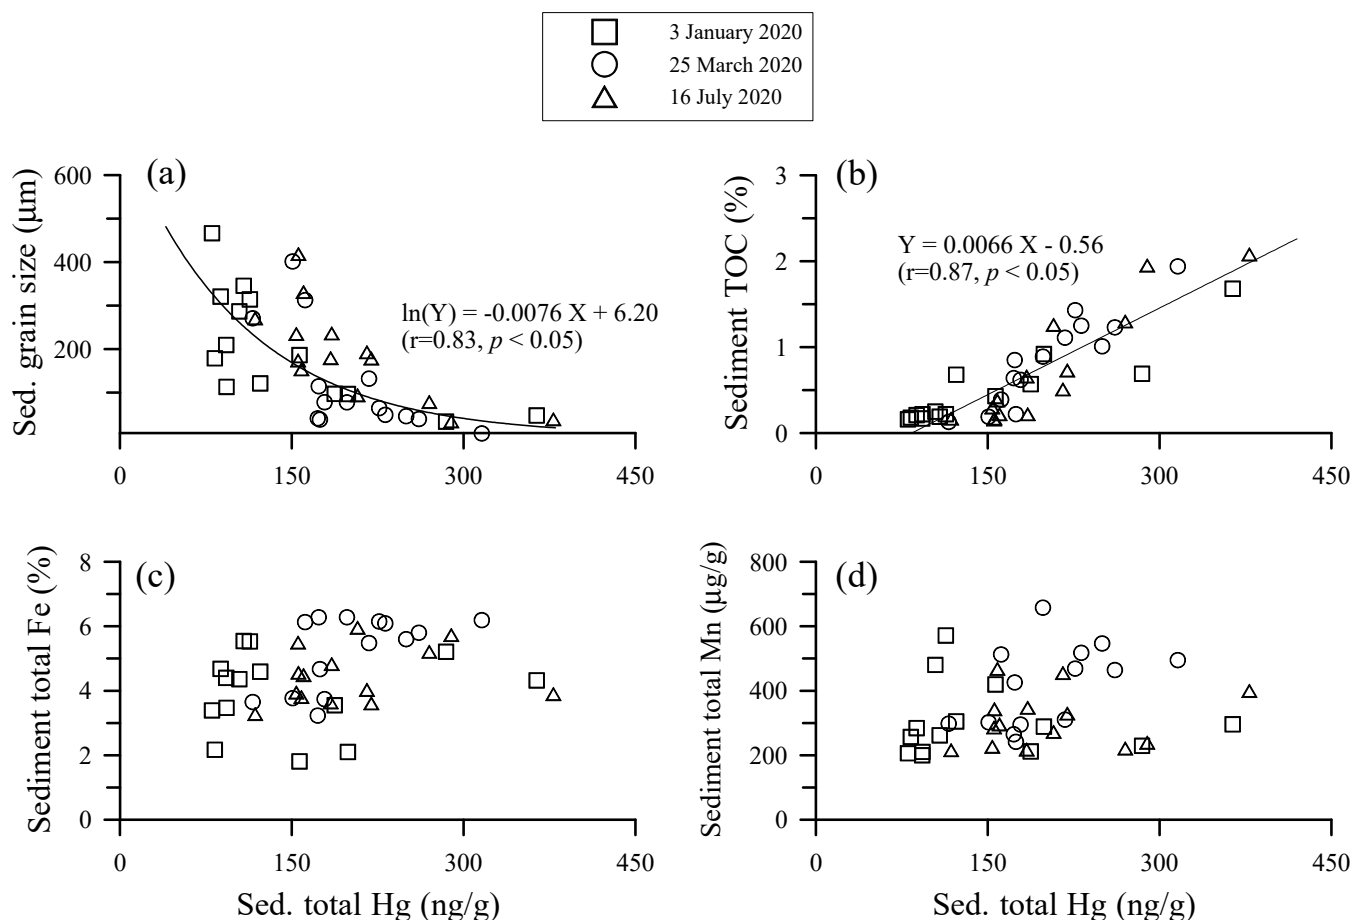 3 January 2020
25 March 2020
16 July 2020
(a)
Sed. grain size (μm)
600
400
200
ln(Y) = -0.0076 X + 6.20
(r=0.83, p < 0.05)
0 150 300 450
(b)
Sediment TOC (%)
3
2
1
0
Y = 0.0066 X - 0.56
(r=0.87, p < 0.05)
0 150 300 450
(c)
Sediment total Fe (%)
8
6
4
2
0
0 150 300 450
Sed. total Hg (ng/g)
(d)
Sediment total Mn (μg/g)
800
600
400
200
0
0 150 300 450
Sed. total Hg (ng/g)